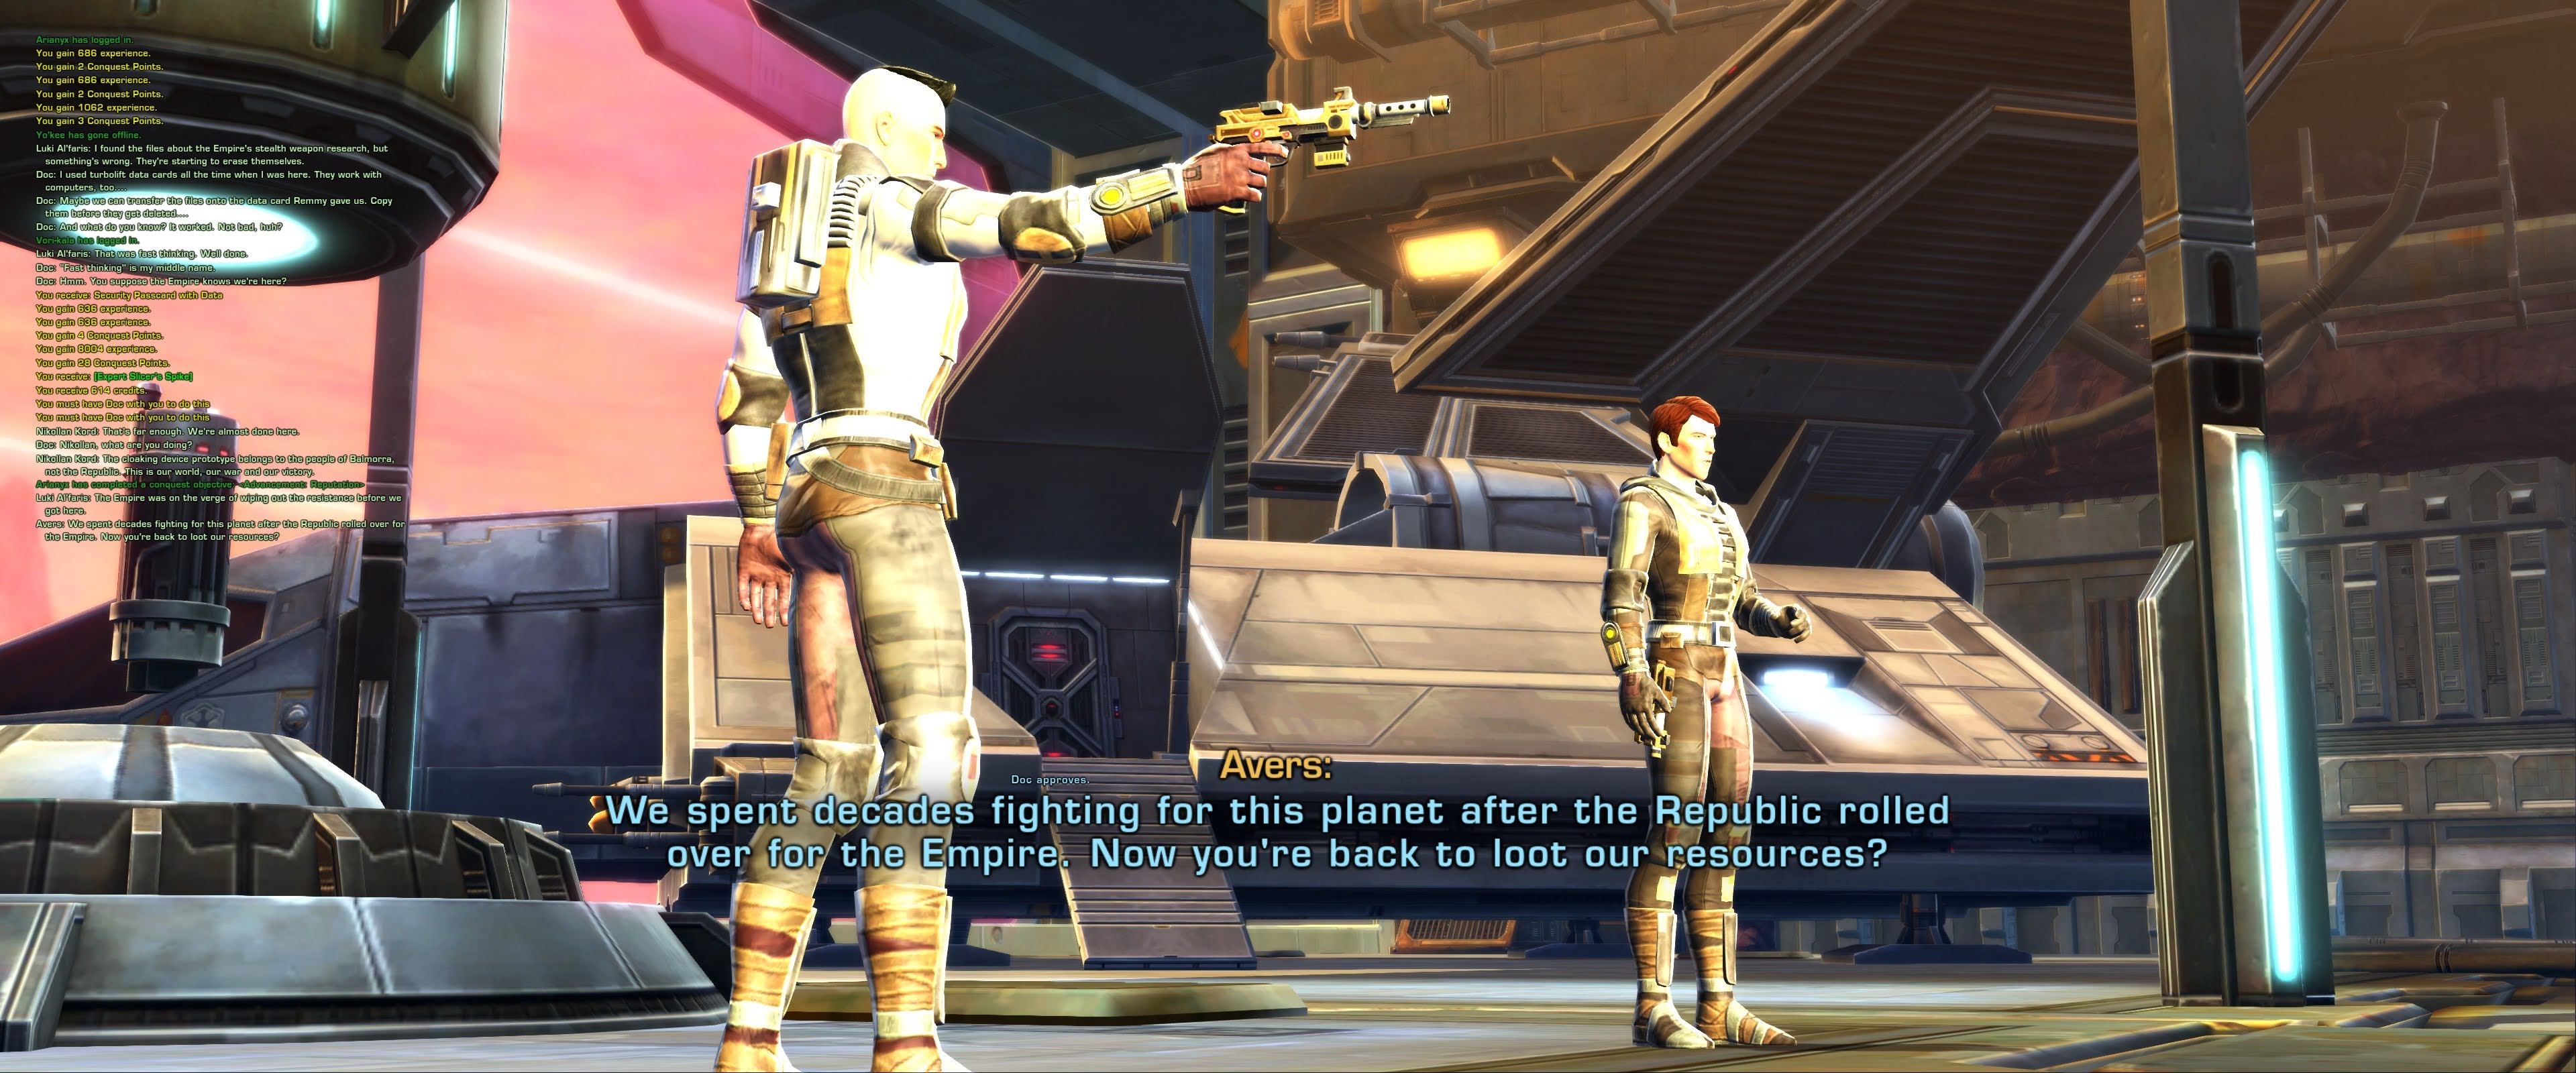 Arianyx has logged in.
You gain 686 experience.
You gain 2 Conquest Points.
You gain 686 experience.
You gain 2 Conquest Points.
You gain 1062 experience.
You gain 3 Conquest Points.
Yo'kee has gone offline.
Luki Al'faris: I found the files about the Empire's stealth weapon research, but
something's wrong. They're starting to erase themselves.
Doc: I used turbolift data cards all the time when I was here. They work with
computers, too....
Doc: Maybe we can transfer the files onto the data card Remmy gave us. Copy
them before they get deleted....
Doc: And what do you know? It worked. Not bad, huh?
Vori-kala has logged in.
Luki Al'faris: That was fast thinking. Well done.
Doc: "Fast thinking" is my middle name.
Doc: Hmm. You suppose the Empire knows we're here?
You receive: Security Passcard with Data
You gain 636 experience.
You gain 636 experience.
You gain 4 Conquest Points.
You gain 8004 experience.
You gain 28 Conquest Points.
You receive: [Expert Slicer's Spike]
You receive 614 credits.
You must have Doc with you to do this
You must have Doc with you to do this
Nikollan Kord: That's far enough. We're almost done here.
Doc: Nikollan, what are you doing?
Nikollan Kord: The cloaking device prototype belongs to the people of Balmorra,
not the Republic. This is our world, our war and our victory.
Arianyx has completed a conquest objective: <Advancement: Reputation>
Luki Al'faris: The Empire was on the verge of wiping out the resistance before we
got here.
Avers: We spent decades fighting for this planet after the Republic rolled over for
the Empire. Now you're back to loot our resources?
Avers:
Doc approves.
We spent decades fighting for this planet after the Republic rolled
over for the Empire. Now you're back to loot our resources?